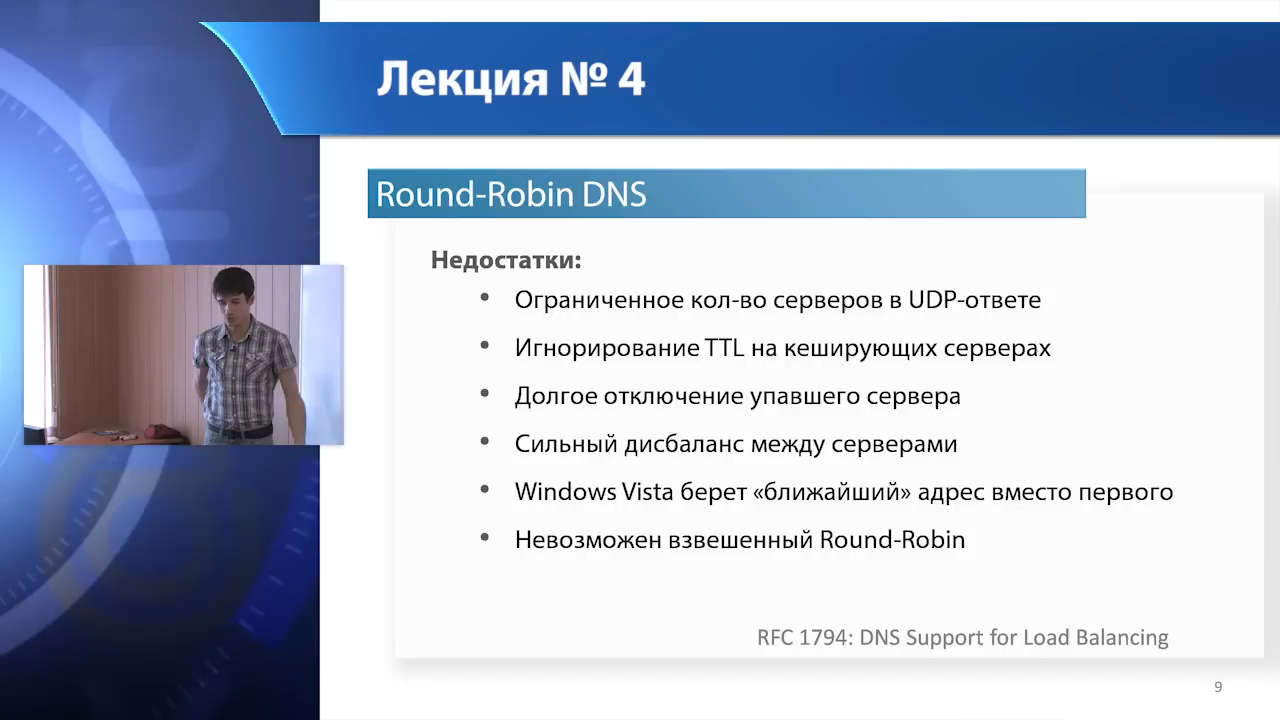 Лекция № 4
Round-Robin DNS
Недостатки:
• Ограниченное кол-во серверов в UDP-ответе
• Игнорирование TTL на кеширующих серверах
• Долгое отключение упавшего сервера
• Сильный дисбаланс между серверами
• Windows Vista берет «ближайший» адрес вместо первого
• Невозможен взвешенный Round-Robin
RFC 1794: DNS Support for Load Balancing
9